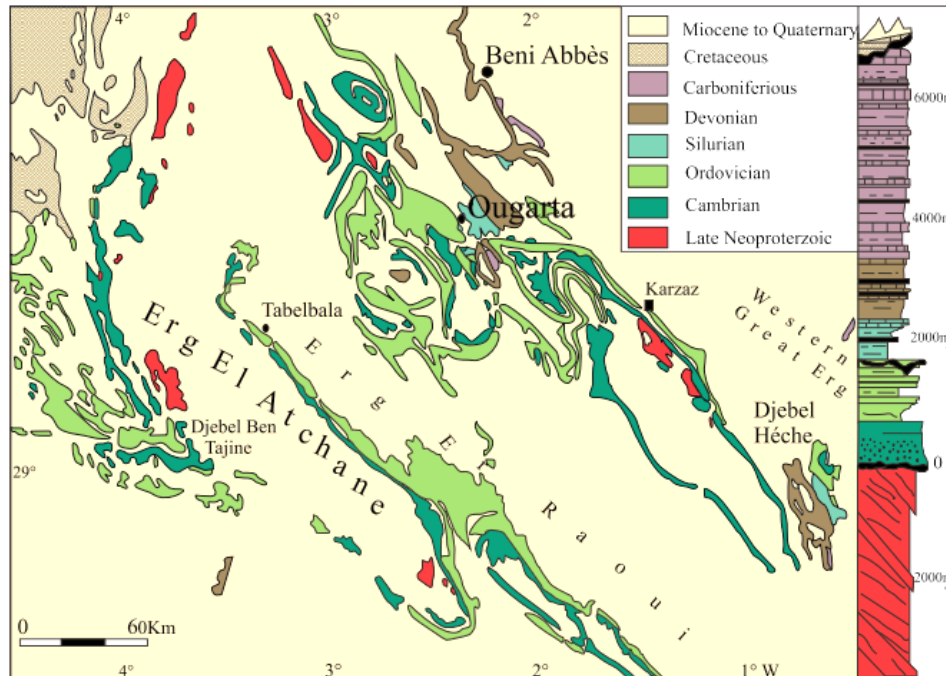 4°
3°
2°
Beni Abbès
Miocene to Quaternary
Cretaceous
Carboniferious
Devonian
Silurian
Ordovician
Cambrian
Late Neoproterzoic
6000m
4000m
2000m
0
2000m
Ougarta
Karzaz
Western
Great Erg
Tabelbala
Erg Er Raoui
Erg El Atchane
Djebel Ben
Tajine
Djebel
Héche
29°
0 60Km
4°
3°
2°
1° W